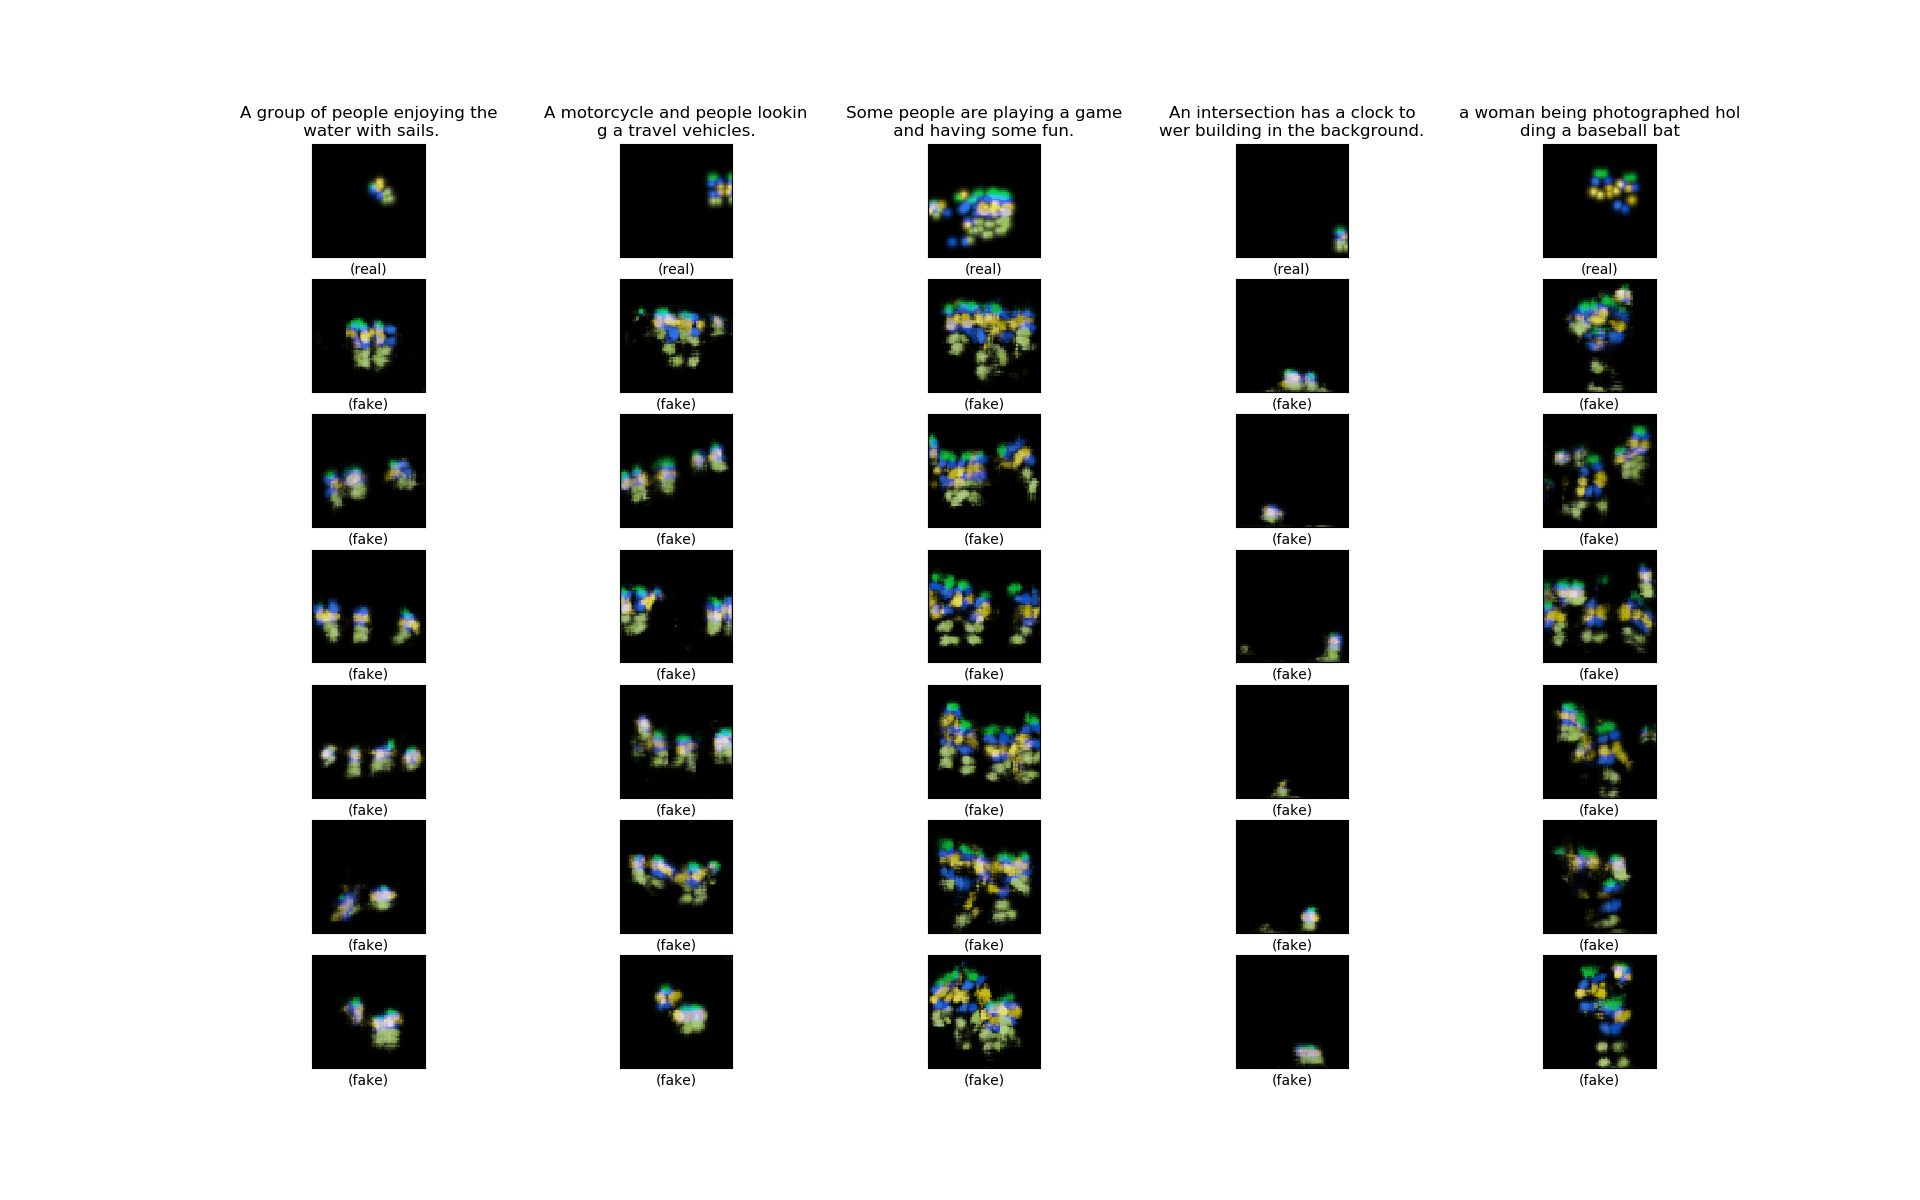 A group of people enjoying the
water with sails.
A motorcycle and people lookin
g a travel vehicles.
Some people are playing a game
and having some fun.
An intersection has a clock to
wer building in the background.
a woman being photographed hol
ding a baseball bat
(real) (real) (real) (real) (real)
(fake) (fake) (fake) (fake) (fake)
(fake) (fake) (fake) (fake) (fake)
(fake) (fake) (fake) (fake) (fake)
(fake) (fake) (fake) (fake) (fake)
(fake) (fake) (fake) (fake) (fake)
(fake) (fake) (fake) (fake) (fake)